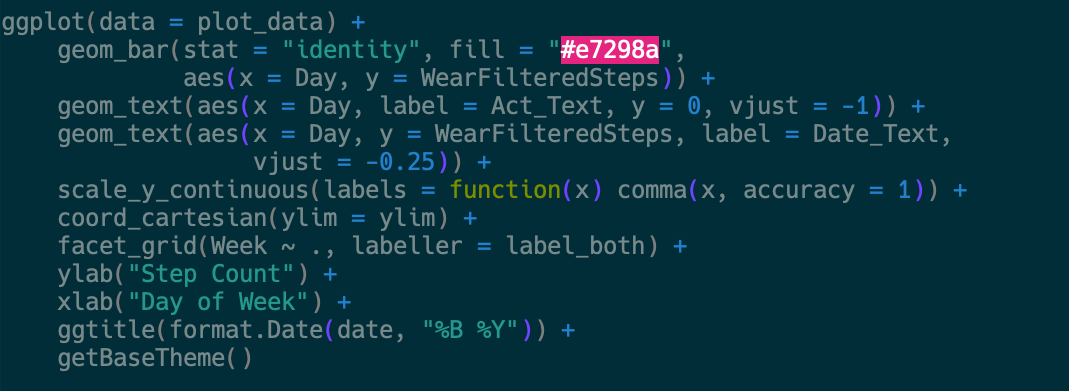 ggplot(data = plot_data) +
    geom_bar(stat = "identity", fill = "#e7298a",
             aes(x = Day, y = WearFilteredSteps)) +
    geom_text(aes(x = Day, label = Act_Text, y = 0, vjust = -1)) +
    geom_text(aes(x = Day, y = WearFilteredSteps, label = Date_Text,
                  vjust = -0.25)) +
    scale_y_continuous(labels = function(x) comma(x, accuracy = 1)) +
    coord_cartesian(ylim = ylim) +
    facet_grid(Week ~ ., labeller = label_both) +
    ylab("Step Count") +
    xlab("Day of Week") +
    ggtitle(format.Date(date, "%B %Y")) +
    getBaseTheme()